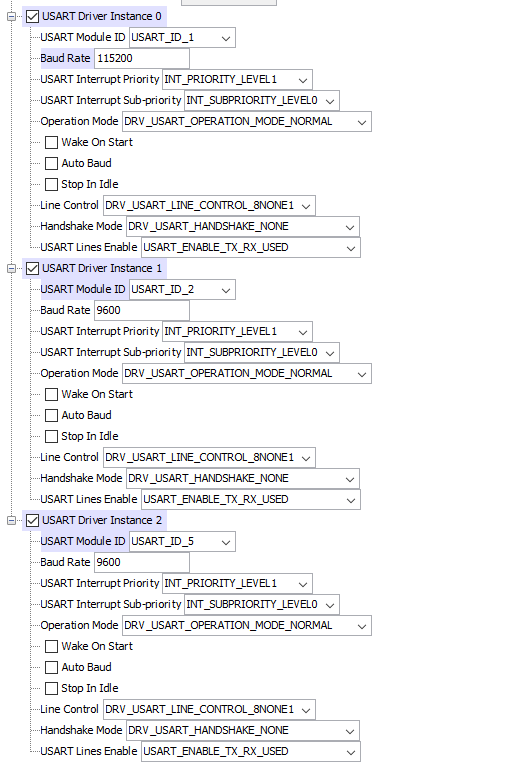 USART Driver Instance 0
USART Module ID USART_ID_1
Baud Rate 115200
USART Interrupt Priority INT_PRIORITY_LEVEL1
USART Interrupt Sub-priority INT_SUBPRIORITY_LEVEL0
Operation Mode DRV_USART_OPERATION_MODE_NORMAL
Wake On Start
Auto Baud
Stop In Idle
Line Control DRV_USART_LINE_CONTROL_8NONE1
Handshake Mode DRV_USART_HANDSHAKE_NONE
USART Lines Enable USART_ENABLE_TX_RX_USED
USART Driver Instance 1
USART Module ID USART_ID_2
Baud Rate 9600
USART Interrupt Priority INT_PRIORITY_LEVEL1
USART Interrupt Sub-priority INT_SUBPRIORITY_LEVEL0
Operation Mode DRV_USART_OPERATION_MODE_NORMAL
Wake On Start
Auto Baud
Stop In Idle
Line Control DRV_USART_LINE_CONTROL_8NONE1
Handshake Mode DRV_USART_HANDSHAKE_NONE
USART Lines Enable USART_ENABLE_TX_RX_USED
USART Driver Instance 2
USART Module ID USART_ID_5
Baud Rate 9600
USART Interrupt Priority INT_PRIORITY_LEVEL1
USART Interrupt Sub-priority INT_SUBPRIORITY_LEVEL0
Operation Mode DRV_USART_OPERATION_MODE_NORMAL
Wake On Start
Auto Baud
Stop In Idle
Line Control DRV_USART_LINE_CONTROL_8NONE1
Handshake Mode DRV_USART_HANDSHAKE_NONE
USART Lines Enable USART_ENABLE_TX_RX_USED